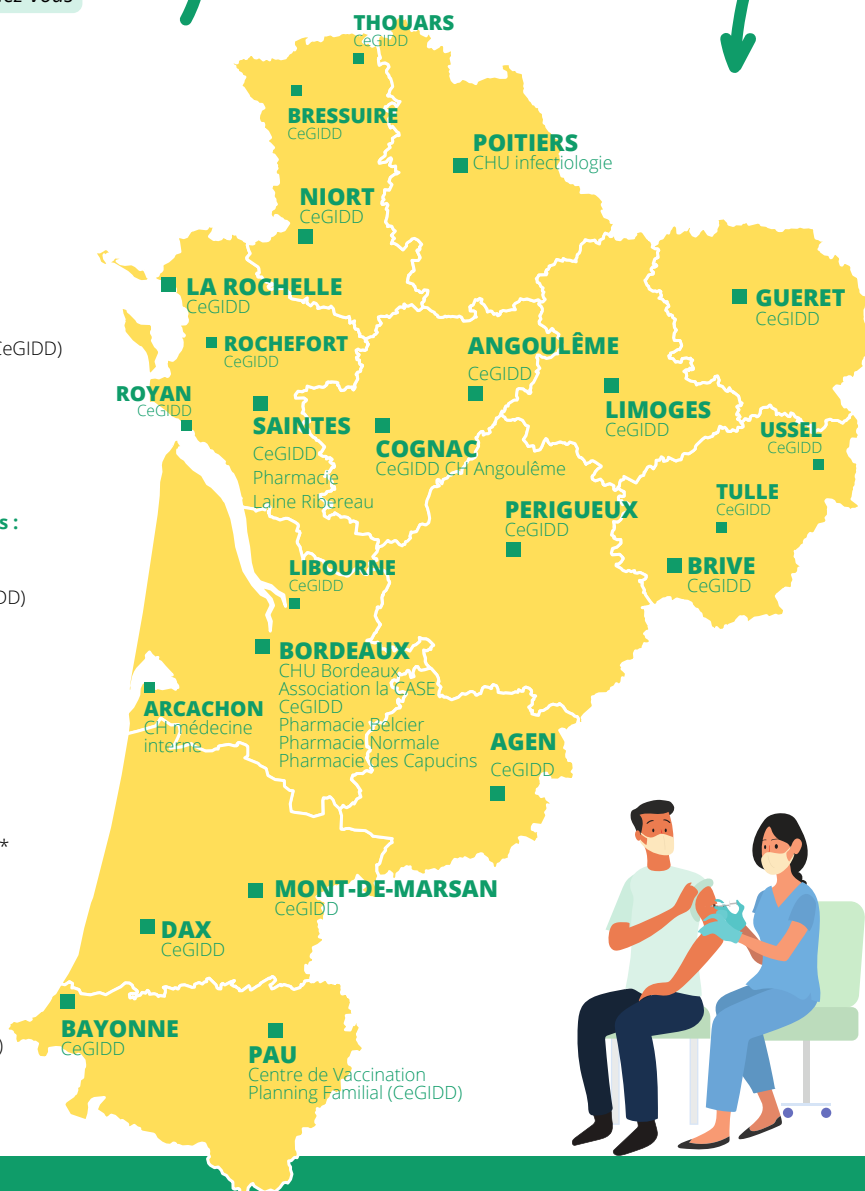 ez-vous
THOUARS
CeGIDD
BRESSUIRE
CeGIDD
POITIERS
CHU infectiologie
NIORT
CeGIDD
LA ROCHELLE
CeGIDD
GUERET
CeGIDD
CeGIDD)
ROCHEFORT
CeGIDD
ANGOULÊME
CeGIDD
ROYAN
CeGIDD
LIMOGES
CeGIDD
SAINTES
CeGIDD
Pharmacie
Laine Ribereau
COGNAC
CeGIDD CH Angoulême
USSEL
CeGIDD
TULLE
CeGIDD
PERIGUEUX
CeGIDD
s :
BRIVE
CeGIDD
LIBOURNE
CeGIDD
DD)
BORDEAUX
CHU Bordeaux
Association la CASE
CeGIDD
Pharmacie Belcier
Pharmacie Normale
Pharmacie des Capucins
ARCACHON
CH médecine
interne
AGEN
CeGIDD
*
MONT-DE-MARSAN
CeGIDD
DAX
CeGIDD
BAYONNE
CeGIDD
)
PAU
Centre de Vaccination
Planning Familial (CeGIDD)